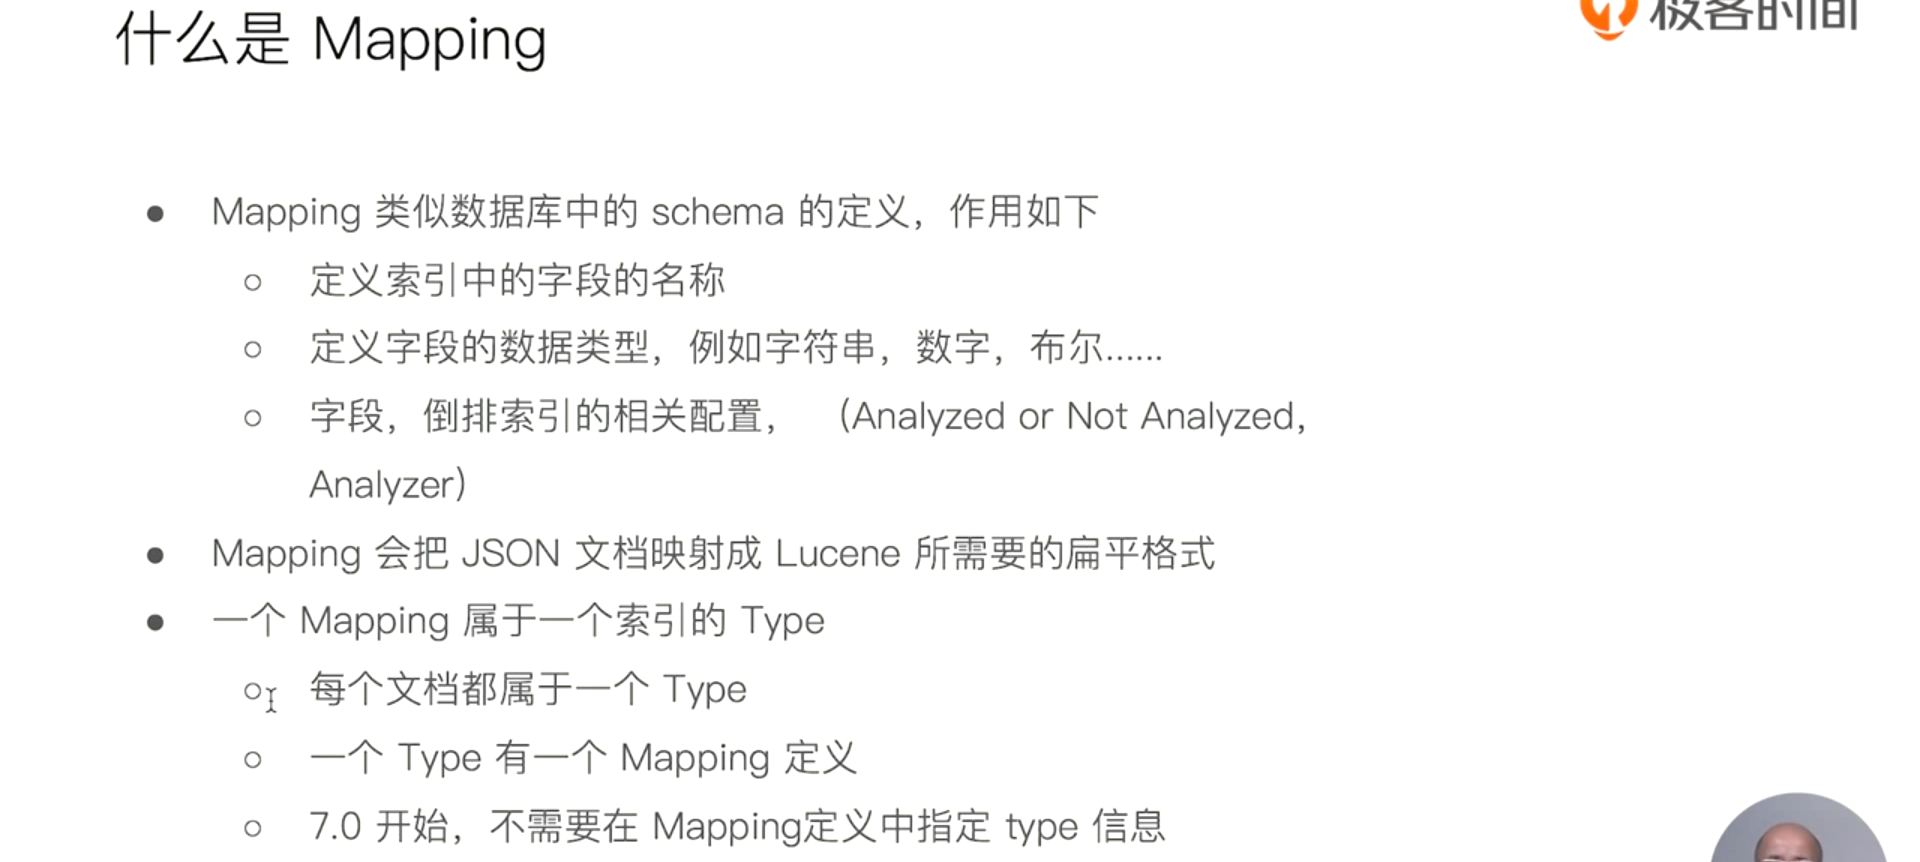 什么是 Mapping
极客时间
Mapping 类似数据库中的 schema 的定义，作用如下
定义索引中的字段的名称
定义字段的数据类型，例如字符串，数字，布尔......
字段，倒排索引的相关配置，（Analyzed or Not Analyzed,
Analyzer）
Mapping 会把 JSON 文档映射成 Lucene 所需要的扁平格式
一个 Mapping 属于一个索引的 Type
每个文档都属于一个 Type
一个 Type 有一个 Mapping 定义
7.0 开始，不需要在 Mapping定义中指定 type 信息